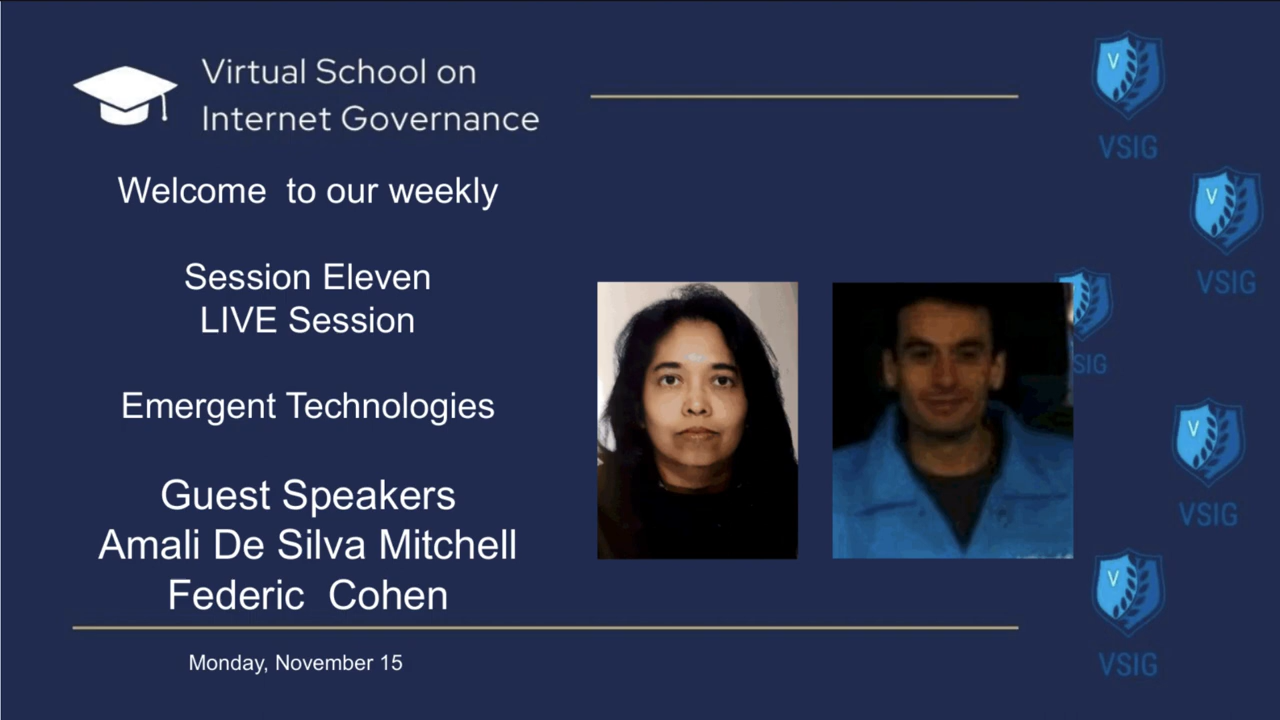 Virtual School on
Internet Governance
Welcome  to our weekly
Session Eleven
LIVE Session
Emergent Technologies
Guest Speakers
Amali De Silva Mitchell
Federic  Cohen
Monday, November 15
V
VSIG
V
VSIG
SIG
V
VSIG
V
VSIG